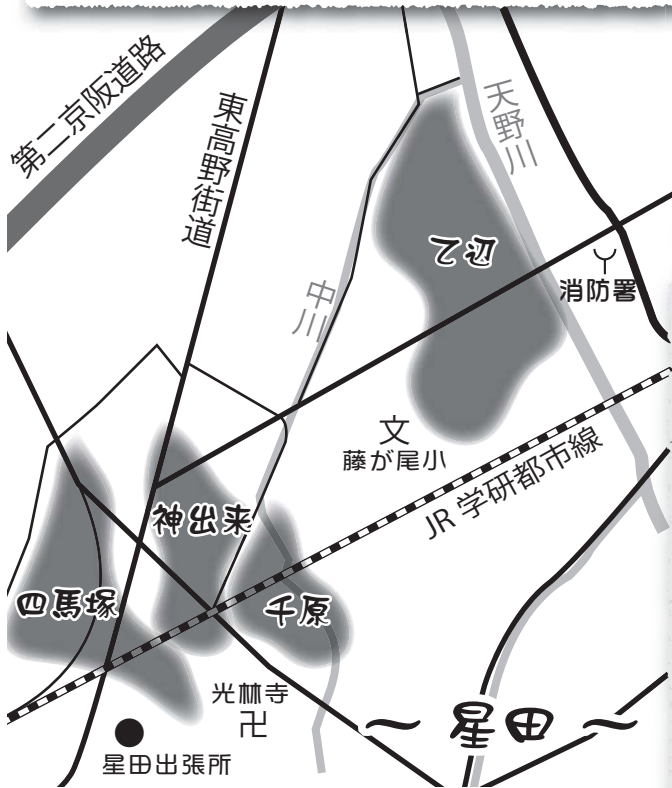 第二京阪道路
東高野街道
天野川
乙辺
消防署
中川
文
藤が尾小
JR 学研都市線
神出来
四馬塚
千原
光林寺
卍
～ 星田 ～
星田出張所